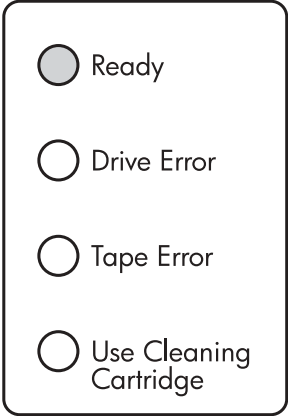 Ready
Drive Error
Tape Error
Use Cleaning
Cartridge